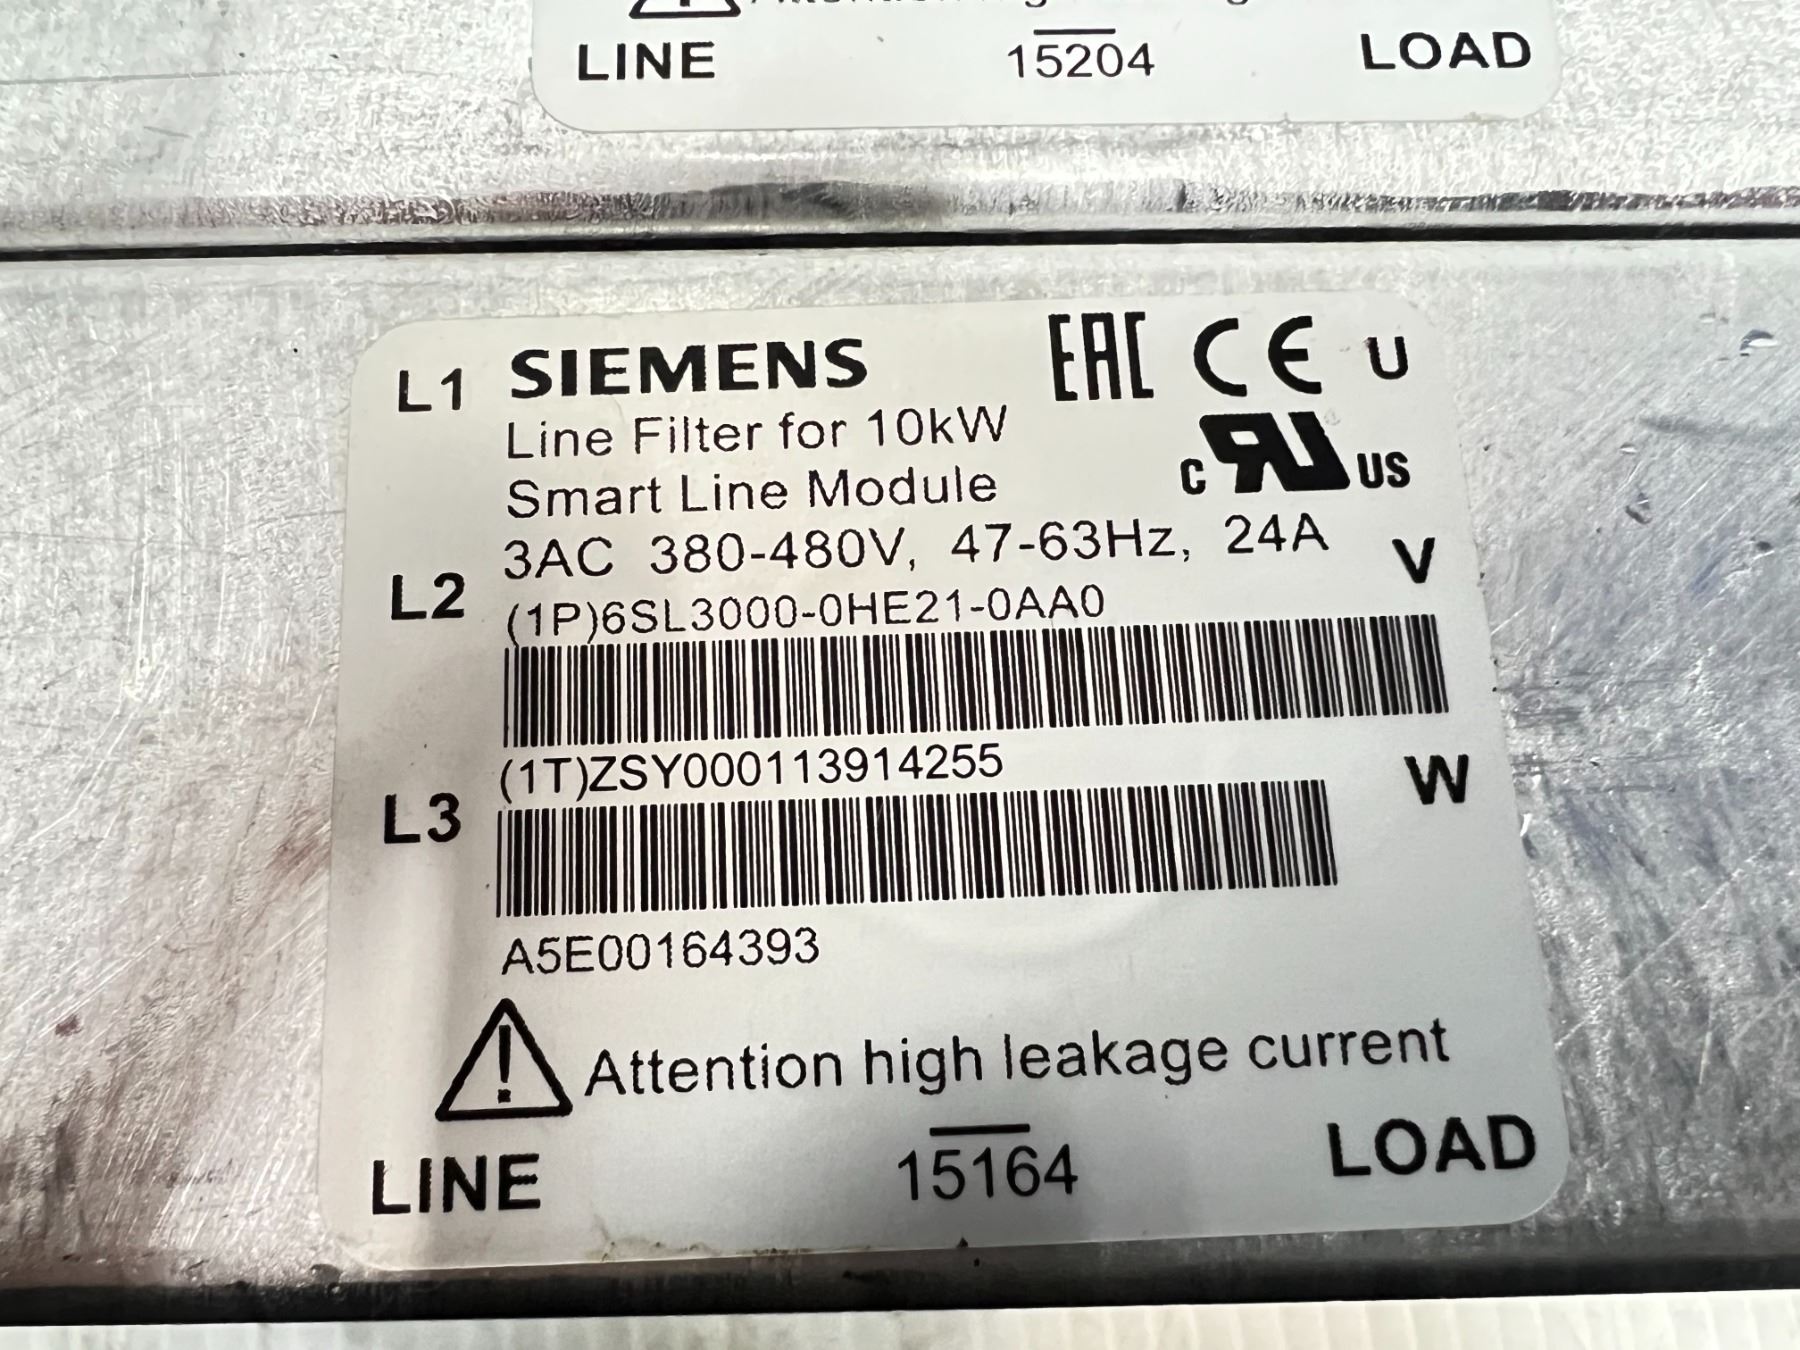 LINE 15204 LOAD
L1 SIEMENS EAC CE U
Line Filter for 10kW
Smart Line Module c RU US
3AC 380-480V, 47-63Hz, 24A
L2 (1P)6SL3000-0HE21-0AA0 V
(1T)ZSY000113914255 W
L3
A5E00164393
! Attention high leakage current
LINE 15164 LOAD